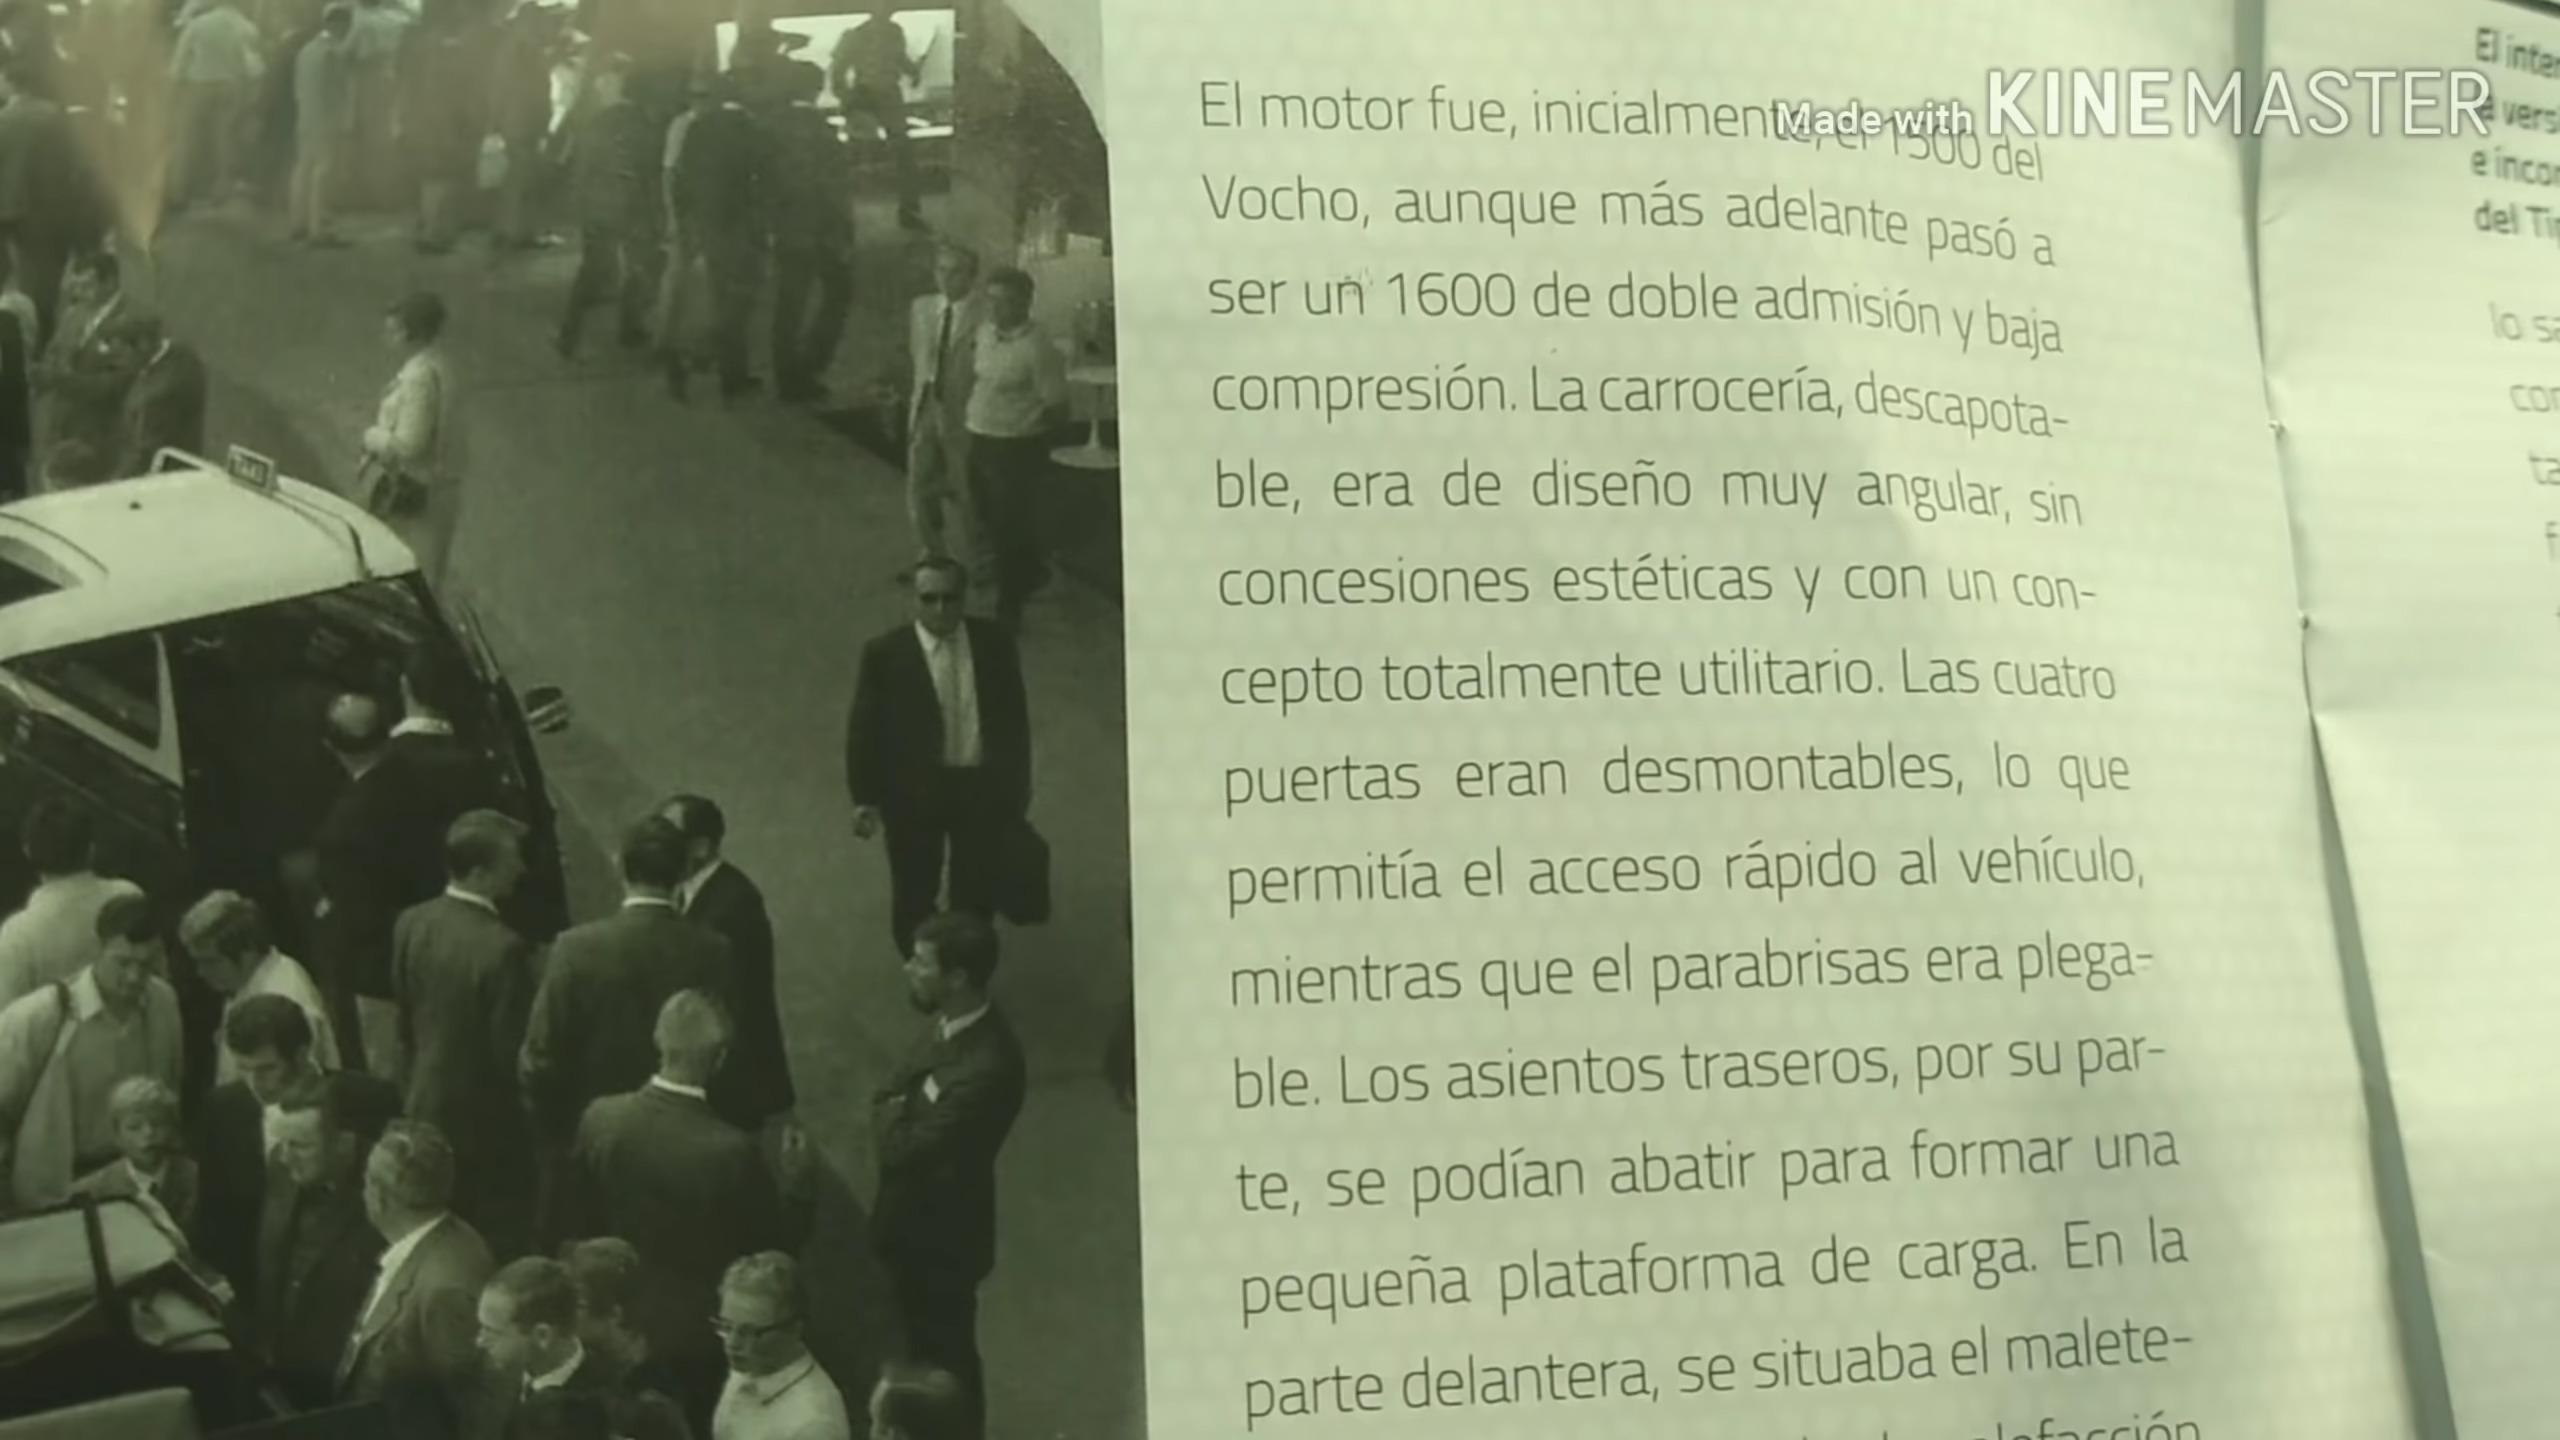 TAXI
Made with KINEMASTER
El motor fue, inicialmente, el 1500 del
Vocho, aunque más adelante pasó a
ser un 1600 de doble admisión y baja
compresión. La carrocería, descapota-
ble, era de diseño muy angular, sin
concesiones estéticas y con un con-
cepto totalmente utilitario. Las cuatro
puertas eran desmontables, lo que
permitía el acceso rápido al vehículo,
mientras que el parabrisas era plega-
ble. Los asientos traseros, por su par-
te, se podían abatir para formar una
pequeña plataforma de carga. En la
parte delantera, se situaba el malete-
El
e
del
lo